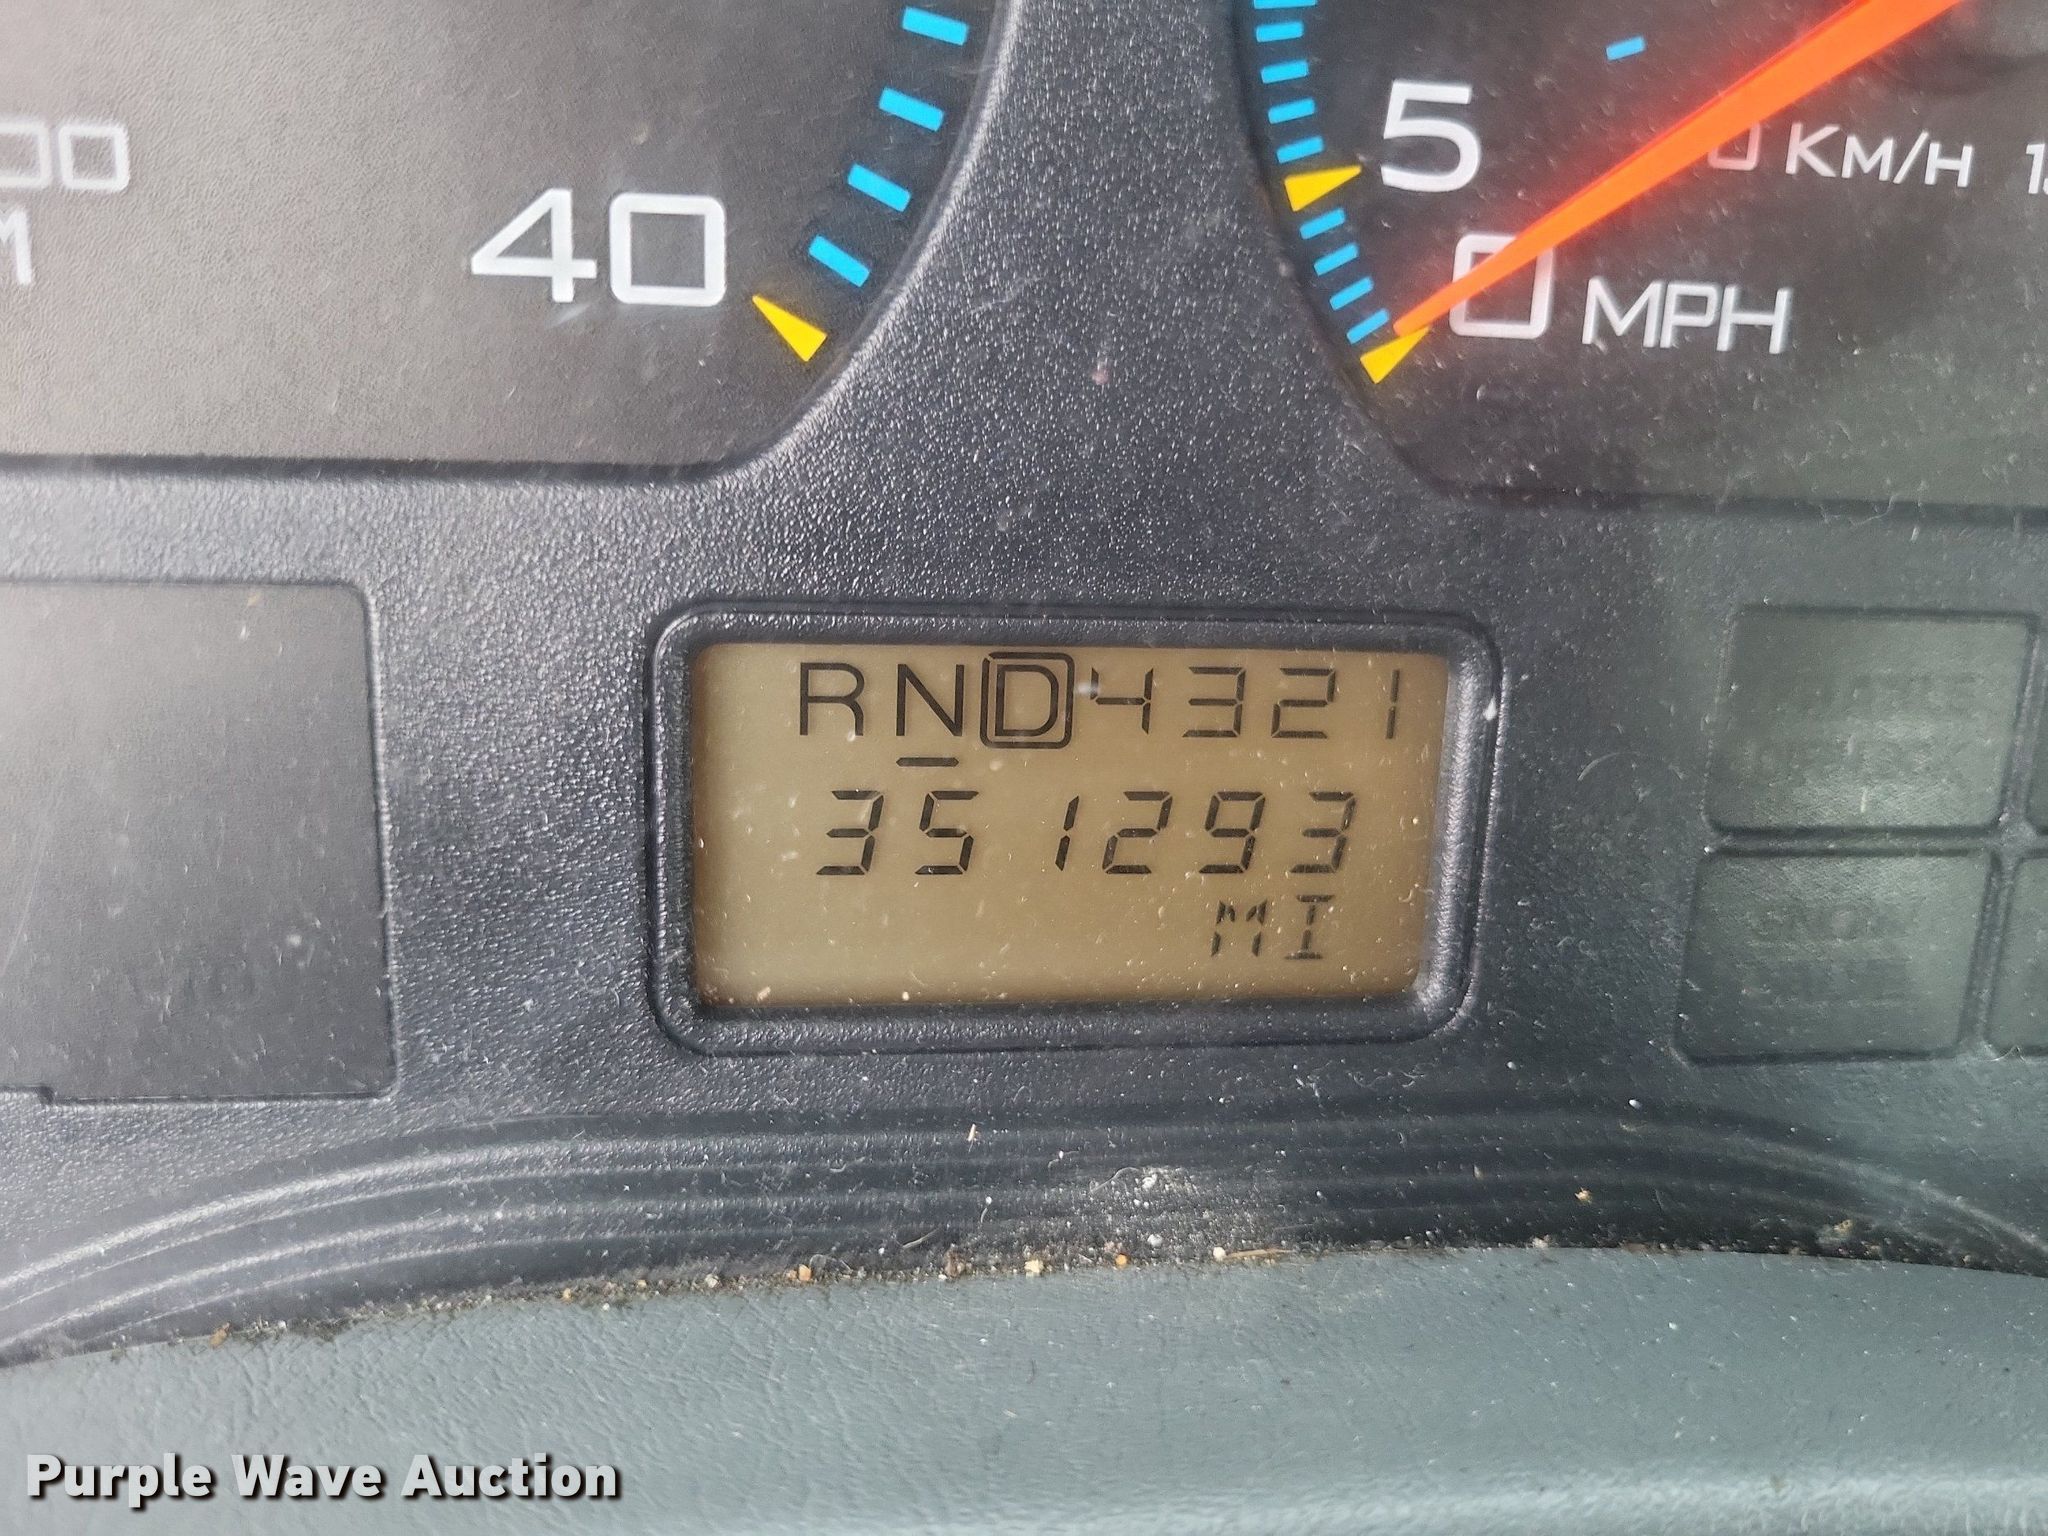 40
5
KM/H
0 MPH
RND4321
351293
MI
Purple Wave Auction